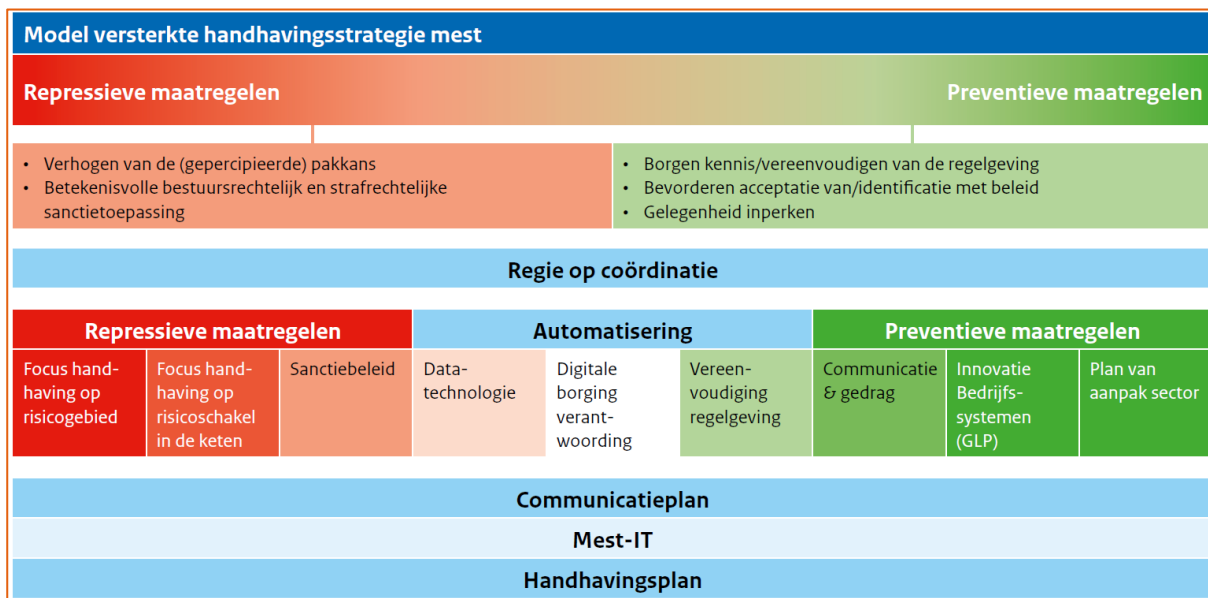 Model versterkte handhavingsstrategie mest
Repressieve maatregelen
Preventieve maatregelen
• Verhogen van de (gepercipieerde) pakkans
• Betekenisvolle bestuursrechtelijk en strafrechtelijke
sanctietoepassing
• Borgen kennis/vereenvoudigen van de regelgeving
• Bevorderen acceptatie van/identificatie met beleid
• Gelegenheid inperken
Regie op coördinatie
Repressieve maatregelen
Automatisering
Preventieve maatregelen
Focus hand-
having op
risicogebied
Focus hand-
having op
risicoschakel
in de keten
Sanctiebeleid
Data-
technologie
Digitale
borging
verant-
woording
Vereen-
voudiging
regelgeving
Communicatie
& gedrag
Innovatie
Bedrijfs-
systemen
(GLP)
Plan van
aanpak sector
Communicatieplan
Mest-IT
Handhavingsplan